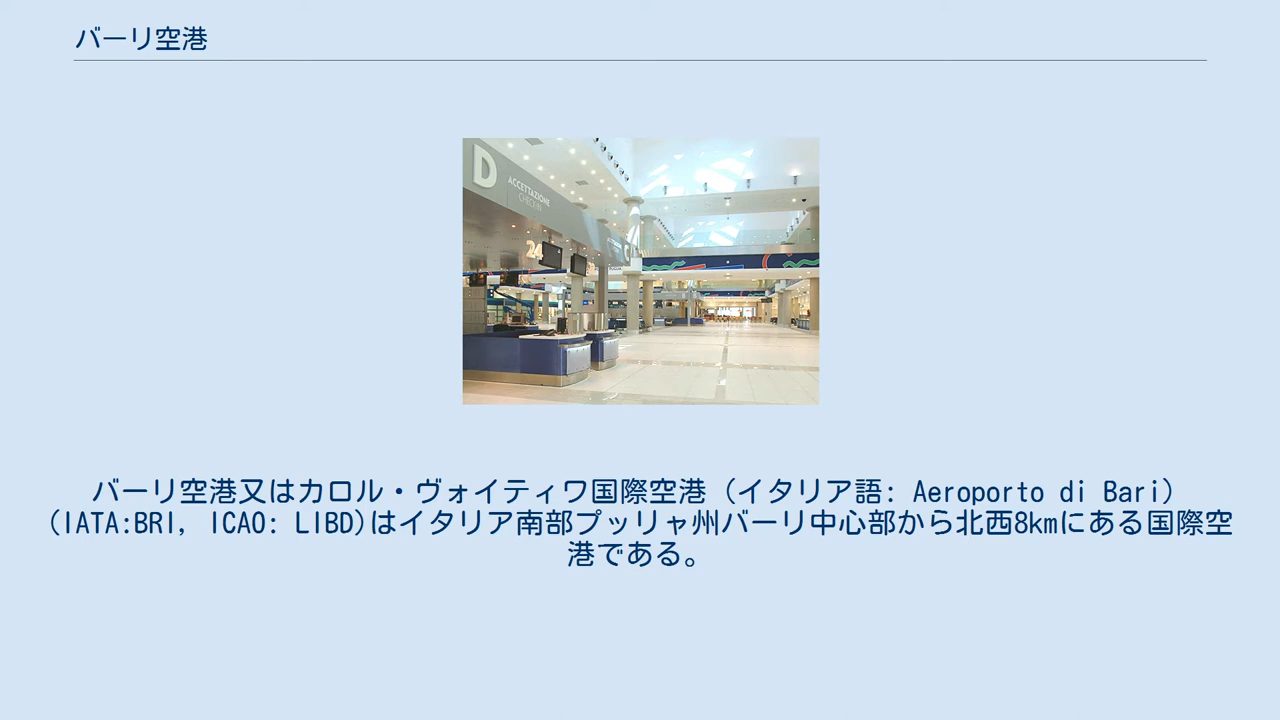 バーリ空港
D
ACCETTAZIONE
CHECK-IN
24
C
バーリ空港又はカロル・ヴォイティワ国際空港 (イタリア語: Aeroporto di Bari)
(IATA:BRI, ICAO: LIBD)はイタリア南部プッリャ州バーリ中心部から北西8kmにある国際空
港である。